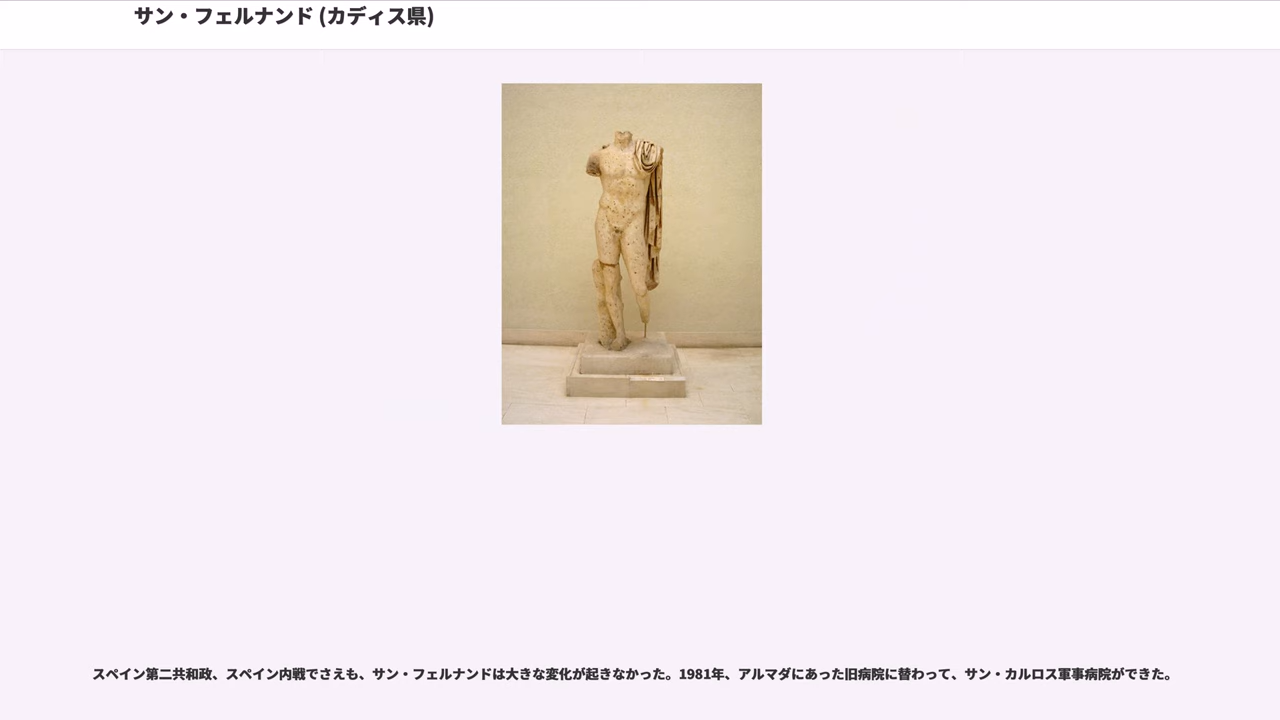 サン・フェルナンド (カディス県)
スペイン第二共和政、スペイン内戦でさえも、サン・フェルナンドは大きな変化が起きなかった。1981年、アルマダにあった旧病院に替わって、サン・カルロス軍事病院ができた。